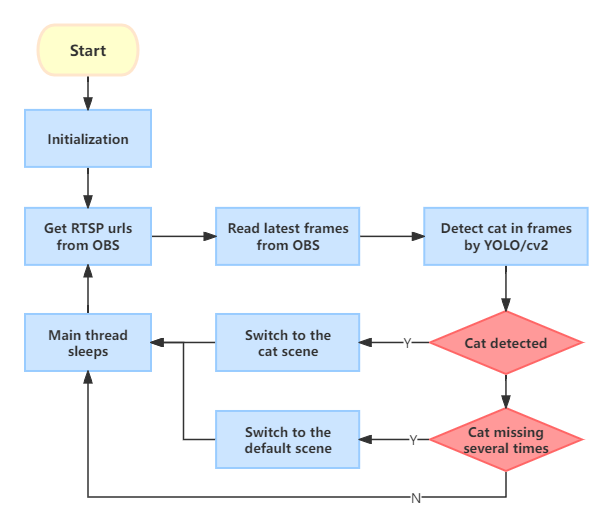 Start
Initialization
Get RTSP urls
from OBS
Read latest frames
from OBS
Detect cat in frames
by YOLO/cv2
Main thread
sleeps
Switch to the
cat scene
Y
Cat detected
Switch to the
default scene
Y
Cat missing
several times
N